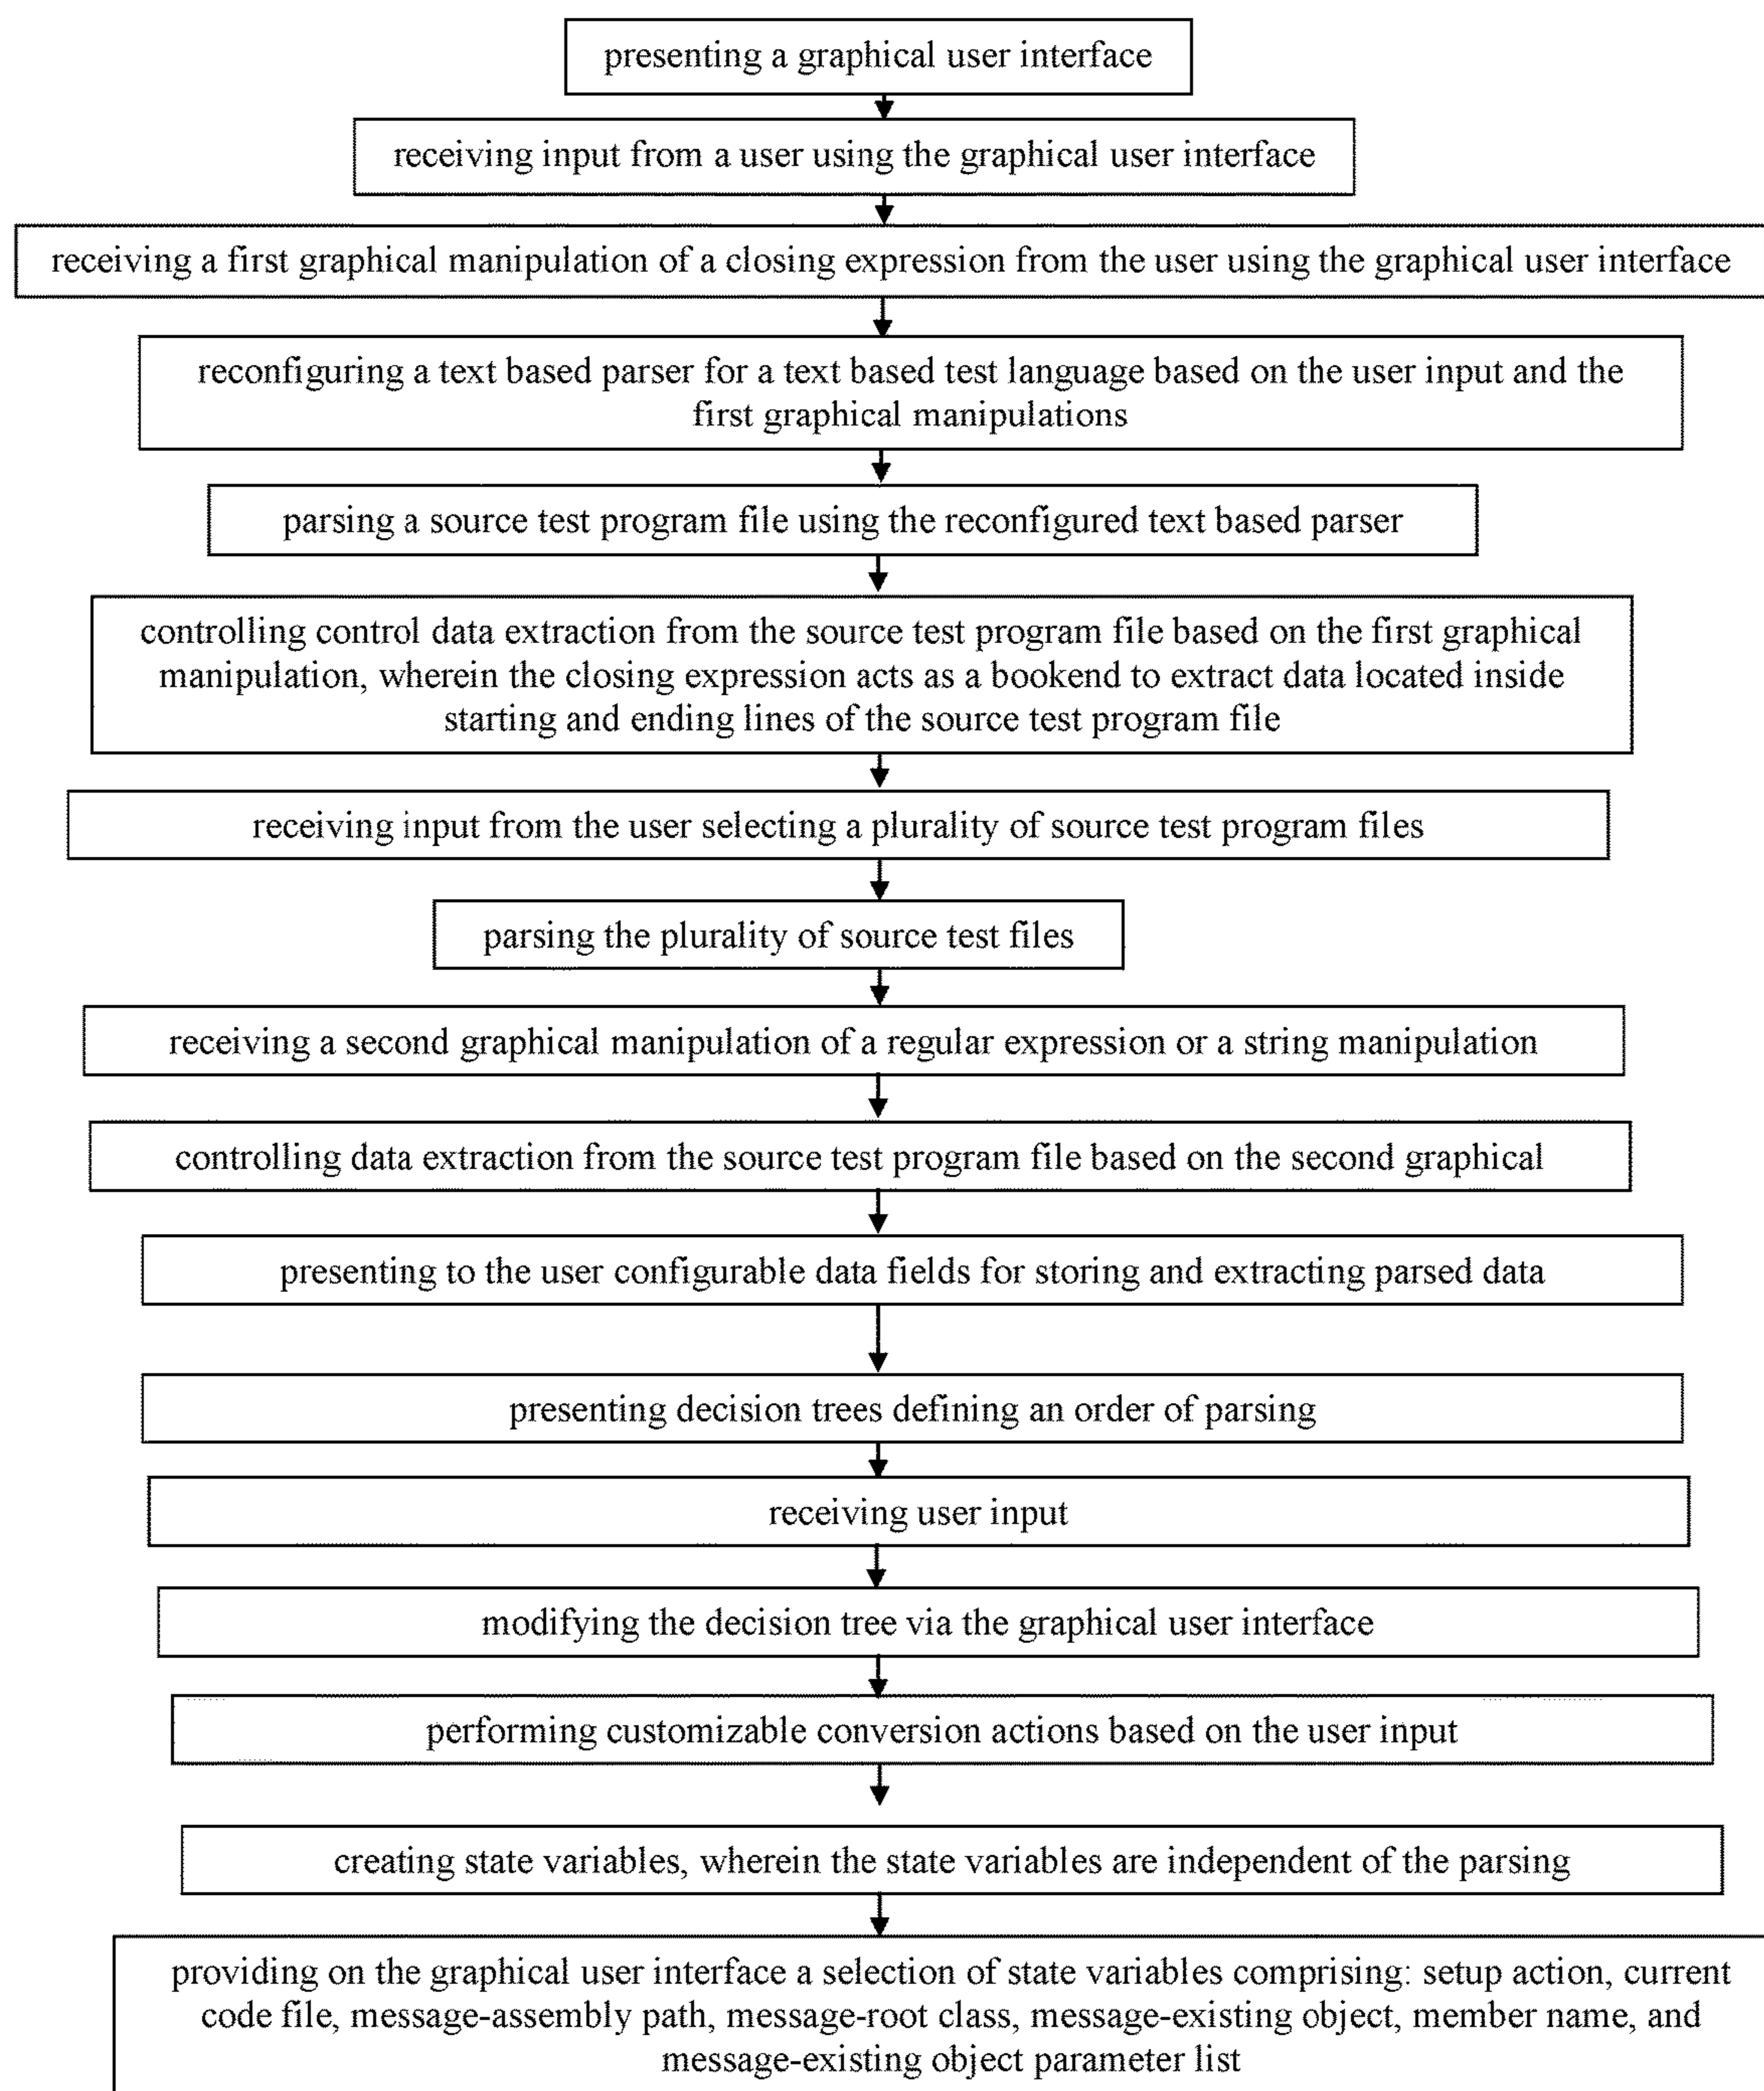 presenting a graphical user interface
receiving input from a user using the graphical user interface
receiving a first graphical manipulation of a closing expression from the user using the graphical user interface
reconfiguring a text based parser for a text based test language based on the user input and the
first graphical manipulations
parsing a source test program file using the reconfigured text based parser
controlling control data extraction from the source test program file based on the first graphical
manipulation, wherein the closing expression acts as a bookend to extract data located inside
starting and ending lines of the source test program file
receiving input from the user selecting a plurality of source test program files
parsing the plurality of source test files
receiving a second graphical manipulation of a regular expression or a string manipulation
controlling data extraction from the source test program file based on the second graphical
presenting to the user configurable data fields for storing and extracting parsed data
presenting decision trees defining an order of parsing
receiving user input
modifying the decision tree via the graphical user interface
performing customizable conversion actions based on the user input
creating state variables, wherein the state variables are independent of the parsing
providing on the graphical user interface a selection of state variables comprising: setup action, current
code file, message-assembly path, message-root class, message-existing object, member name, and
message-existing object parameter list